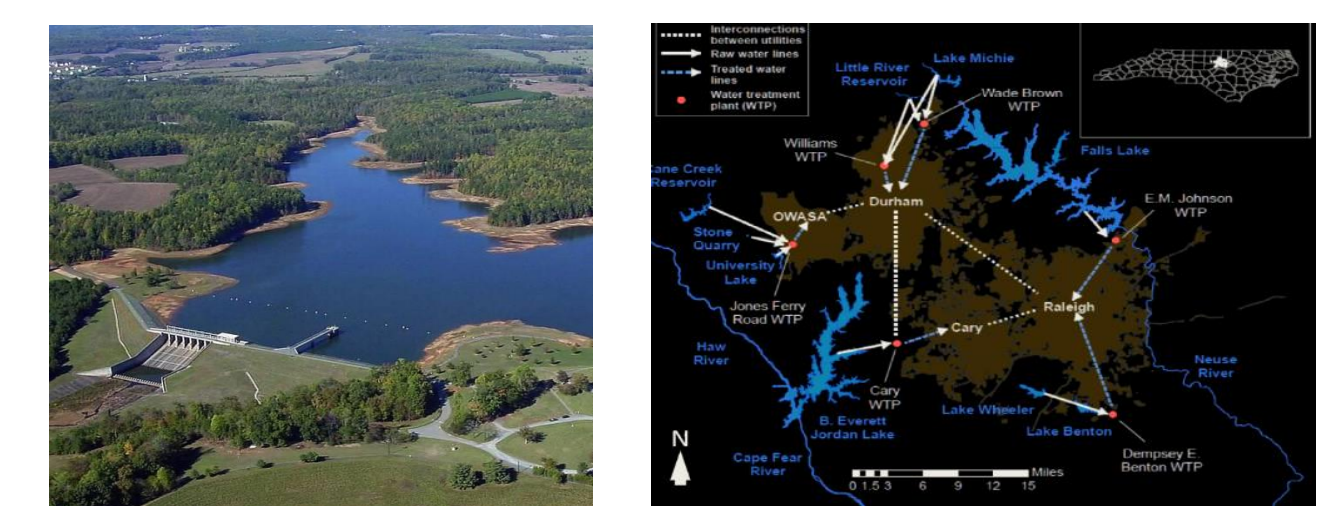 Interconnections
between utilities
Raw water lines
Treated water
lines
Water treatment
plant (WTP)
Lake Michie
Little River
Reservoir
Wade Brown
WTP
Williams
WTP
Falls Lake
Cane Creek
Reservoir
E.M. Johnson
WTP
Durham
OWASA
Stone
Quarry
University
Lake
Jones Ferry
Road WTP
Raleigh
Cary
Haw
River
Neuse
River
Cary
WTP
Lake Wheeler
B. Everett
Jordan Lake
Lake Benton
N
Cape Fear
River
Dempsey E.
Benton WTP
Miles
0 1.5 3 6 9 12 15